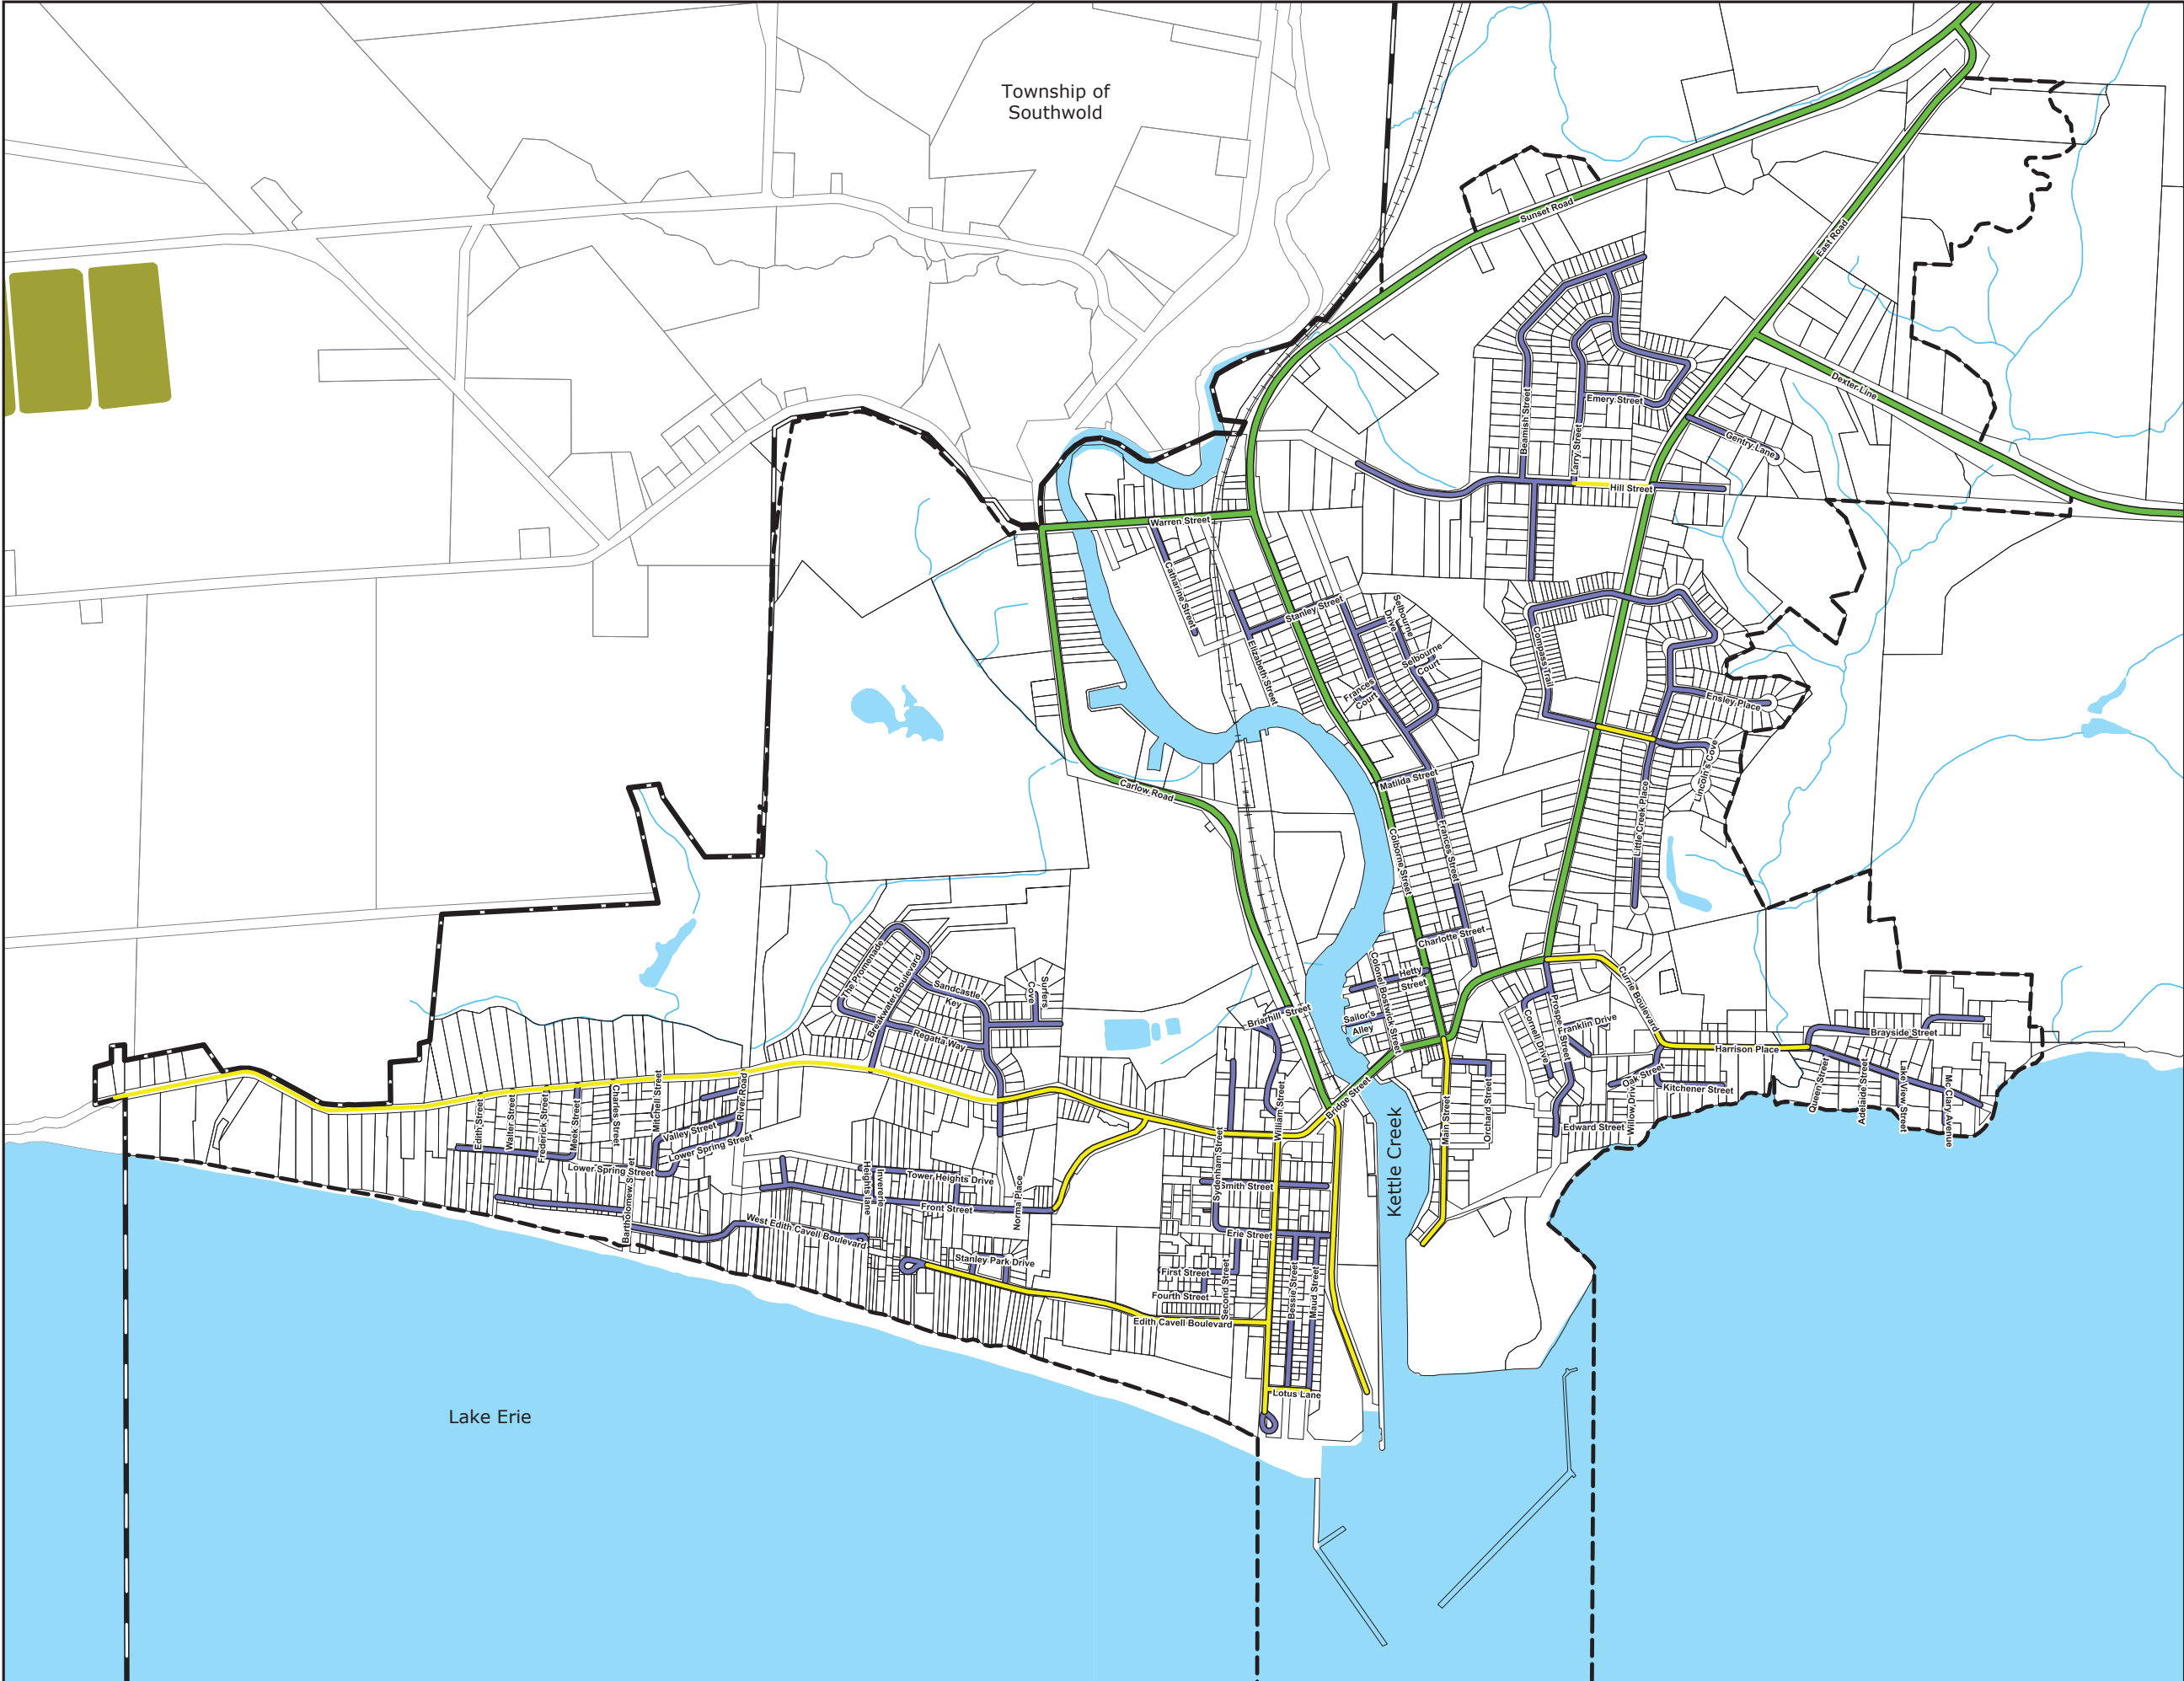 Township of
Southwold
Sunset Road
East Road
Dexter Line
Emery Street
Beamish Street
Larry Street
Gentry Lane
Hill Street
Warren Street
Catharine Street
Stanley Street
Selbourne
Drive
Elizabeth Street
Selbourne
Court
Frances
Court
Compass Trail
Ensley Place
Lincoln's Cove
Little Creek Place
Matilda Street
Carlow Road
Colborne Street
Frances Street
Charlotte Street
Hetty
Street
Colonel Bostwick Street
Sailor's
Alley
The Promenade
Breakwater Boulevard
Sandcastle
Key
Surfers
Cove
Regatta Way
Briarhill Street
Currie Boulevard
Prospect Street
Cornell Drive
Franklin Drive
Harrison Place
Brayside Street
Oak Street
Kitchener Street
Willow Drive
Edward Street
Queen Street
Adelaide Street
Lake View Street
McClary Avenue
Bridge Street
Main Street
Orchard Street
Kettle Creek
William Street
Sydenham Street
Smith Street
Erie Street
First Street
Second Street
Fourth Street
Bessie Street
Maud Street
Edith Cavell Boulevard
Lotus Lane
Edith Street
Walter Street
Frederick Street
Meek Street
Charles Street
Mitchell Street
River Road
Valley Street
Lower Spring Street
Lower Spring Street
Bartholomew Street
Tower Heights Drive
Inverierie
Heights Lane
Front Street
Norma Place
West Edith Cavell Boulevard
Stanley Park Drive
Lake Erie